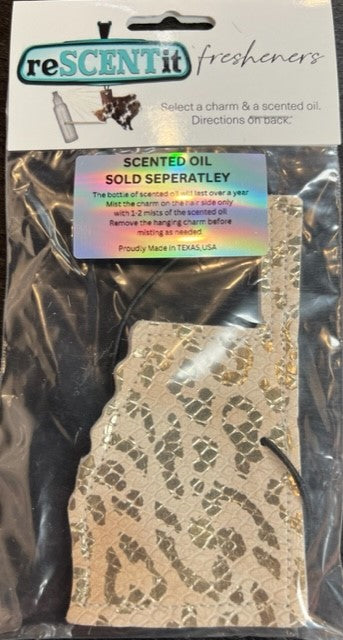 reSCENTit fresheners
Select a charm & a scented oil.
Directions on back.
SCENTED OIL
SOLD SEPERATLEY
The bottle of scented oil will last over a year
Mist the charm on the hair side only
with 1-2 mists of the scented oil
Remove the hanging charm before
misting as needed
Proudly Made in TEXAS, USA